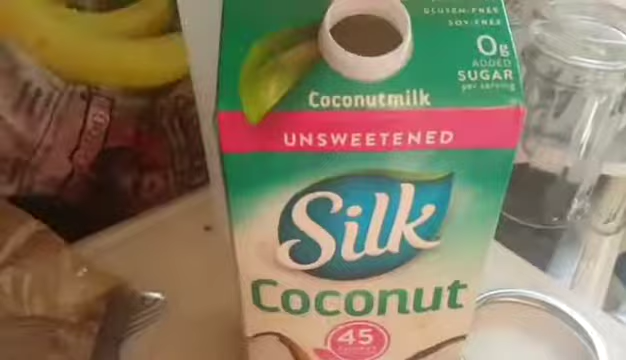 GLUTEN-FREE
SOY-FREE
0g
ADDED
SUGAR
per serving
Coconutmilk
UNSWEETENED
Silk
Coconut
45